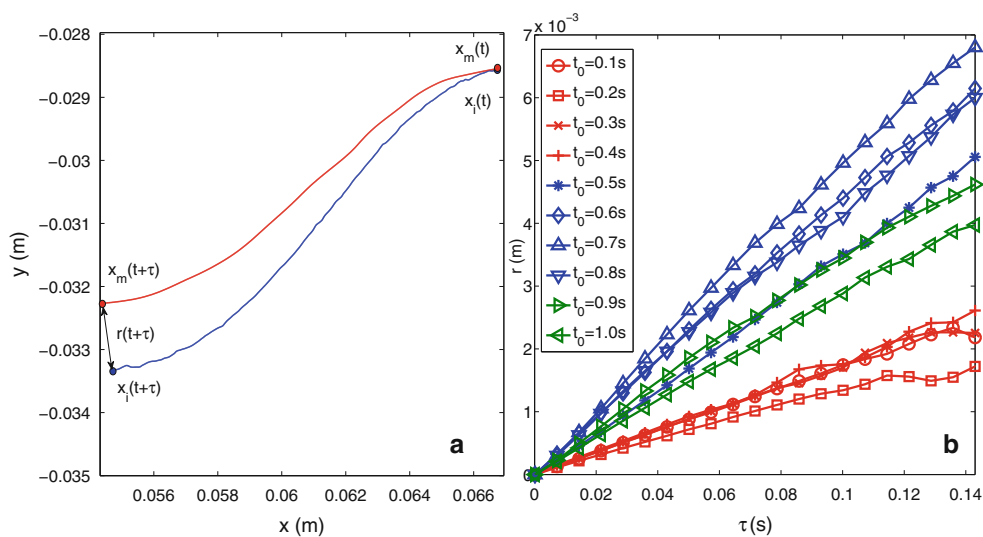 −0.028
−0.029
−0.03
−0.031
−0.032
−0.033
−0.034
−0.035
y (m)
x_m(t)
x_i(t)
x_m(t+τ)
r(t+τ)
x_i(t+τ)
a
0.056
0.058
0.06
0.062
0.064
0.066
x (m)
x 10⁻³
7
6
5
4
3
2
1
0
r (m)
t_0=0.1s
t_0=0.2s
t_0=0.3s
t_0=0.4s
t_0=0.5s
t_0=0.6s
t_0=0.7s
t_0=0.8s
t_0=0.9s
t_0=1.0s
b
0
0.02
0.04
0.06
0.08
0.1
0.12
0.14
τ(s)